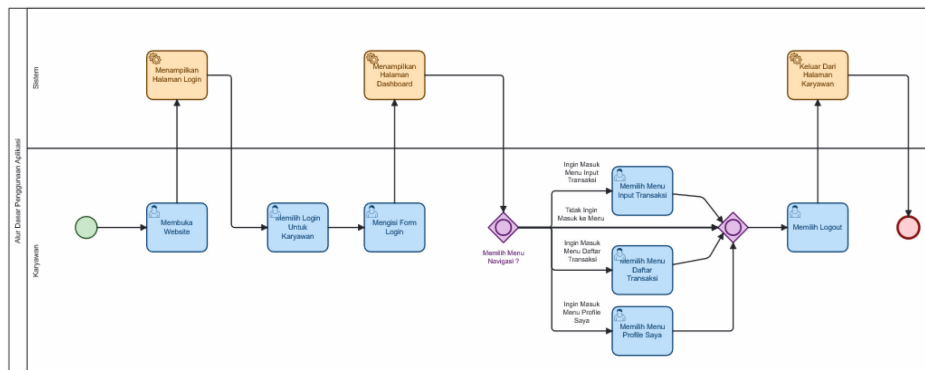 Alur Dasar Penggunaan Aplikasi
Sistem
Menampilkan
Halaman Login
Menampilkan
Halaman
Dashboard
Keluar Dari
Halaman
Karyawan
Karyawan
Membuka
Website
Memilih Login
Untuk
Karyawan
Mengisi Form
Login
Memilih Menu
Navigasi ?
Ingin Masuk
Menu Input
Transaksi
Memilih Menu
Input Transaksi
Tidak Ingin
Masuk ke Menu
Ingin Masuk
Menu Daftar
Transaksi
Memilih Menu
Daftar
Transaksi
Ingin Masuk
Menu Profile
Saya
Memilih Menu
Profile Saya
Memilih Logout